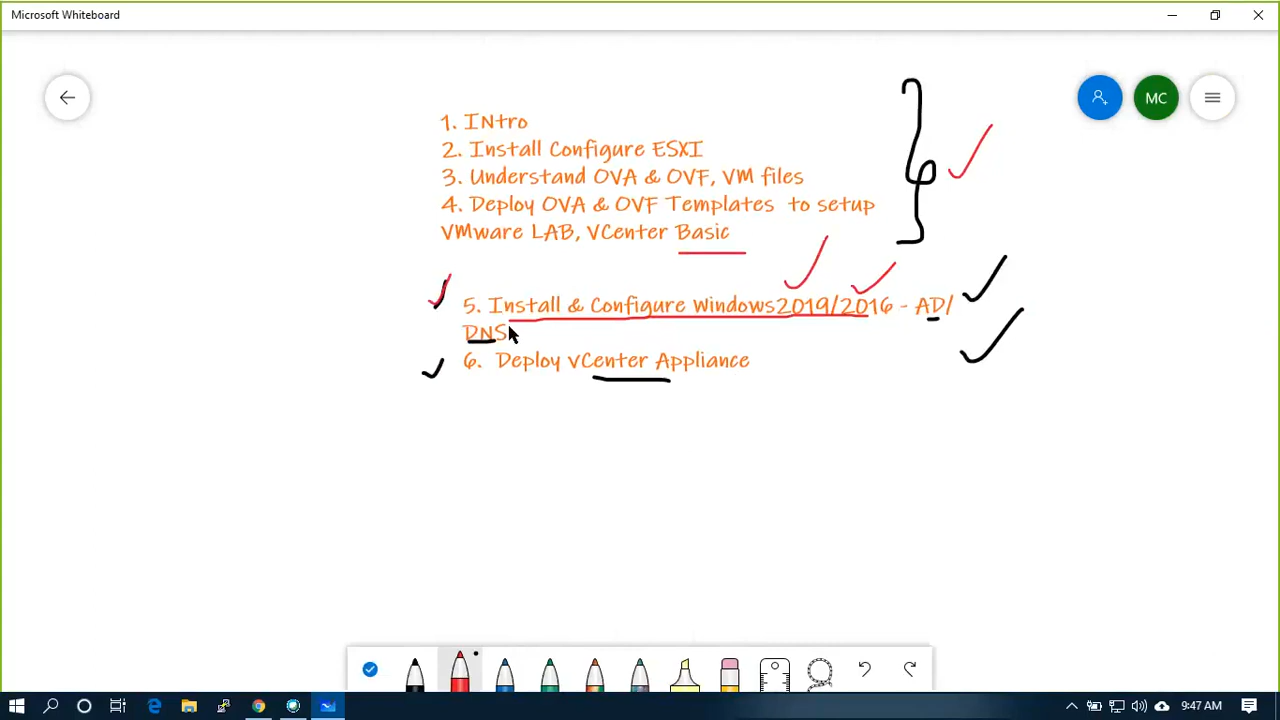 Microsoft Whiteboard
MC
1. INtro
2. Install Configure ESXI
3. Understand OVA & OVF, VM files
4. Deploy OVA & OVF Templates to setup
VMware LAB, VCenter Basic
5. Install & Configure Windows2019/2016 - AD/
DNS
6. Deploy vCenter Appliance
9:47 AM